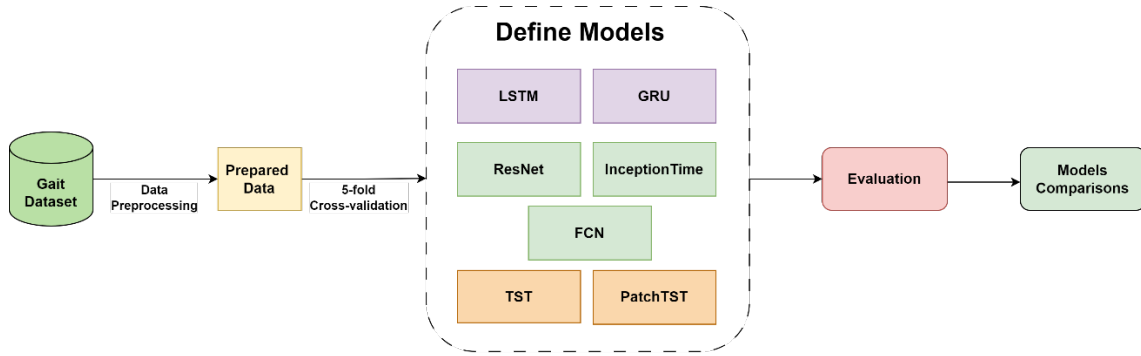 Define Models
LSTM
GRU
ResNet
InceptionTime
FCN
TST
PatchTST
Gait
Dataset
Data
Preprocessing
Prepared
Data
5-fold
Cross-validation
Evaluation
Models
Comparisons